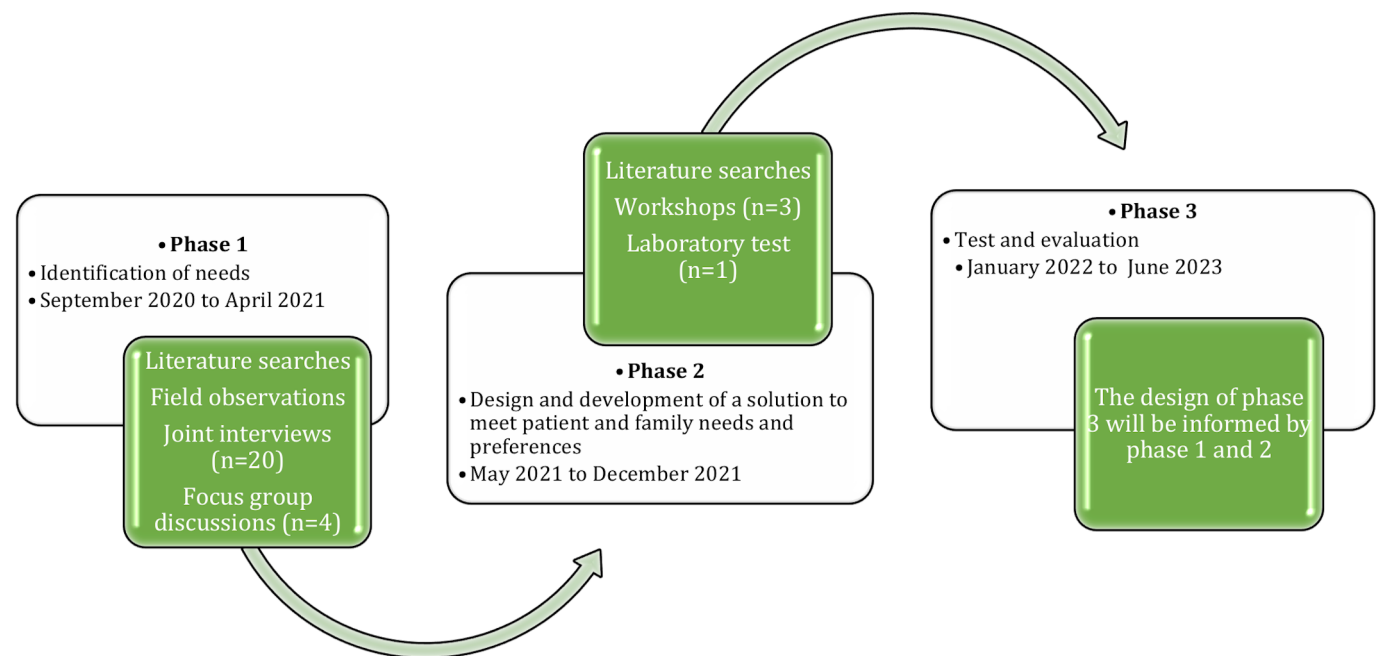 • Phase 1
• Identification of needs
• September 2020 to April 2021
Literature searches
Field observations
Joint interviews
(n=20)
Focus group
discussions (n=4)
Literature searches
Workshops (n=3)
Laboratory test
(n=1)
• Phase 2
• Design and development of a solution to
meet patient and family needs and
preferences
• May 2021 to December 2021
• Phase 3
• Test and evaluation
• January 2022 to June 2023
The design of phase
3 will be informed by
phase 1 and 2